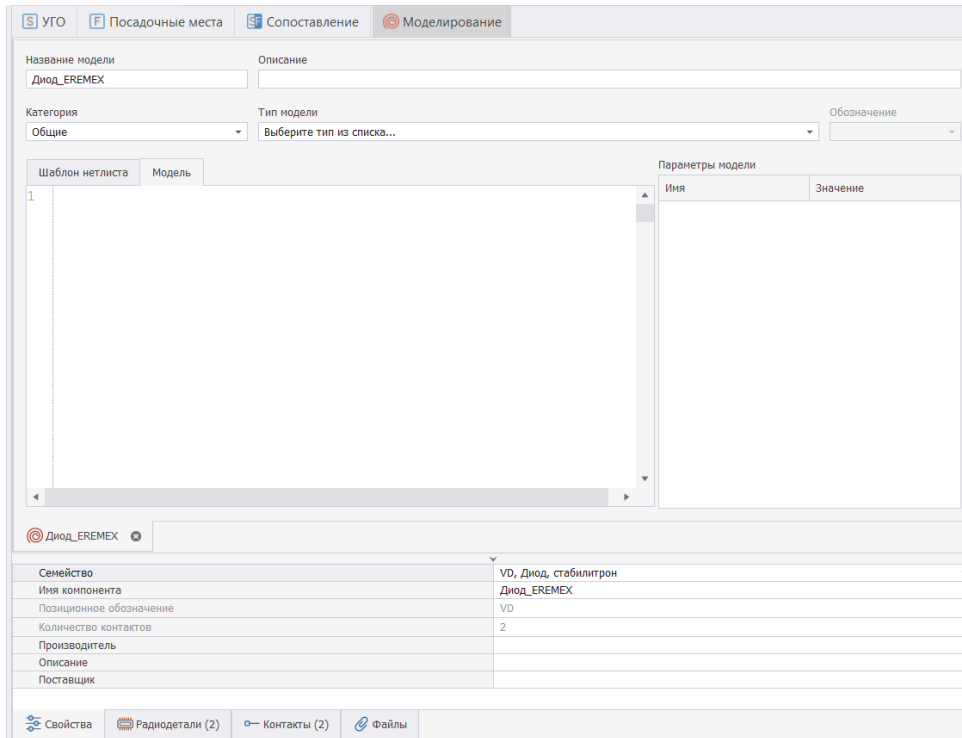 S УГО F Посадочные места SF Сопоставление Моделирование
Название модели Описание
Диод_EREMEX
Категория Тип модели Обозначение
Общие Выберите тип из списка...
Шаблон нетлиста Модель Параметры модели
1 Имя Значение
Диод_EREMEX
Семейство VD, Диод, стабилитрон
Имя компонента Диод_EREMEX
Позиционное обозначение VD
Количество контактов 2
Производитель
Описание
Поставщик
Свойства Радиодетали (2) Контакты (2) Файлы